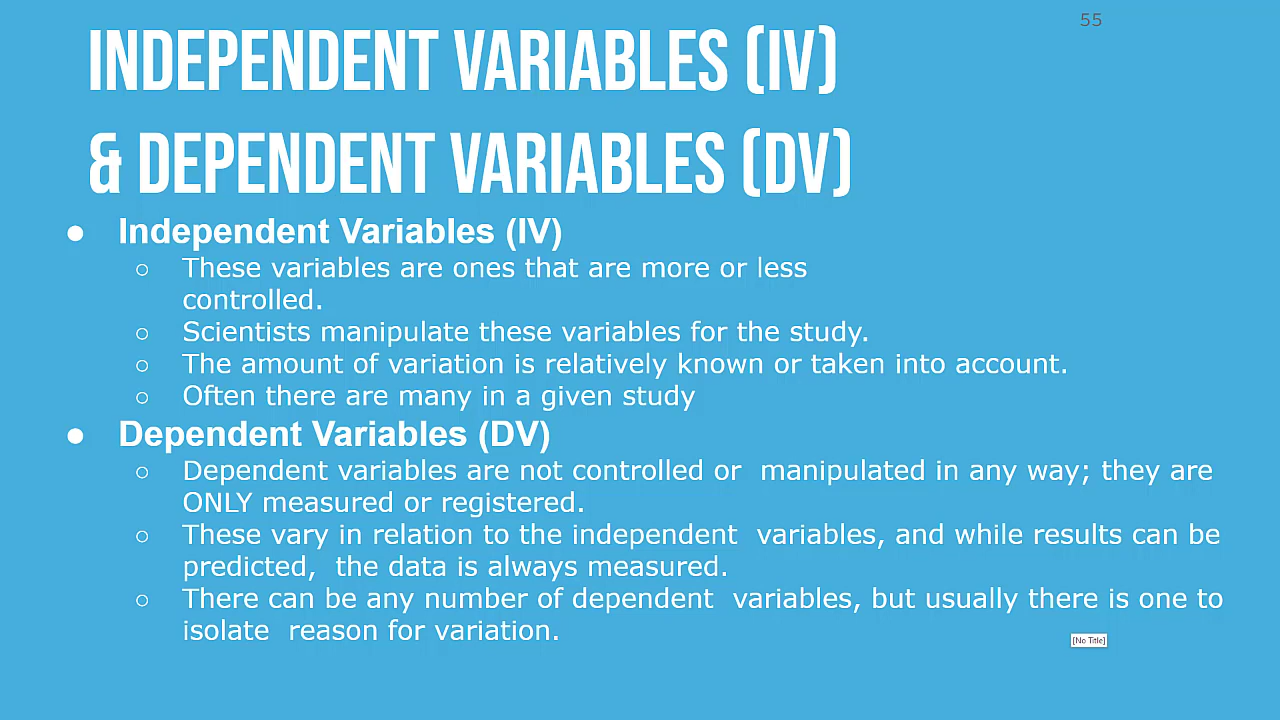 55
INDEPENDENT VARIABLES (IV)
& DEPENDENT VARIABLES (DV)
● Independent Variables (IV)
○ These variables are ones that are more or less
controlled.
○ Scientists manipulate these variables for the study.
○ The amount of variation is relatively known or taken into account.
○ Often there are many in a given study
● Dependent Variables (DV)
○ Dependent variables are not controlled or  manipulated in any way; they are
ONLY measured or registered.
○ These vary in relation to the independent  variables, and while results can be
predicted,  the data is always measured.
○ There can be any number of dependent  variables, but usually there is one to
isolate  reason for variation.
[No Title]